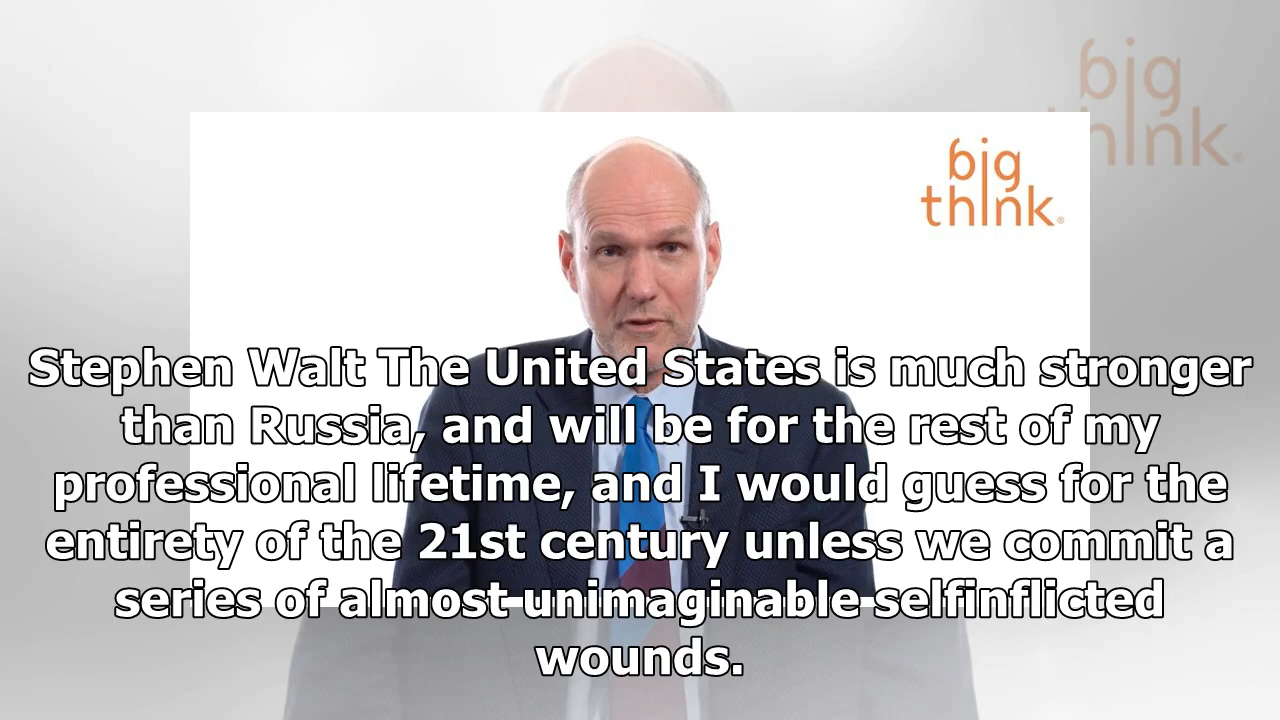 big
think.
big
think.
Stephen Walt The United States is much stronger
than Russia, and will be for the rest of my
professional lifetime, and I would guess for the
entirety of the 21st century unless we commit a
series of almost unimaginable selfinflicted
wounds.